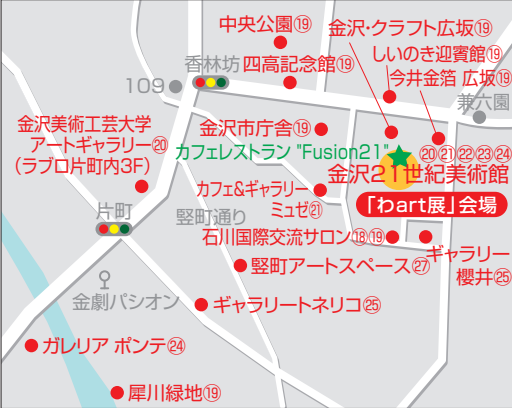 中央公園⑲
金沢・クラフト広坂⑲
香林坊
四高記念館⑲
しいのき迎賓館⑲
109
今井金箔 広坂⑲
兼六園
金沢美術工芸大学
アートギャラリー⑳
(ラブロ片町内3F)
金沢市庁舎⑲
カフェレストラン "Fusion21"
⑳㉑㉒㉓㉔
金沢21世紀美術館
カフェ&ギャラリー
ミュゼ㉑
「わart展」会場
片町
竪町通り
石川国際交流サロン⑱⑲
ギャラリー
櫻井㉕
竪町アートスペース㉗
金劇パシオン
ギャラリートネリコ㉕
ガレリア ポンテ㉔
犀川緑地⑲